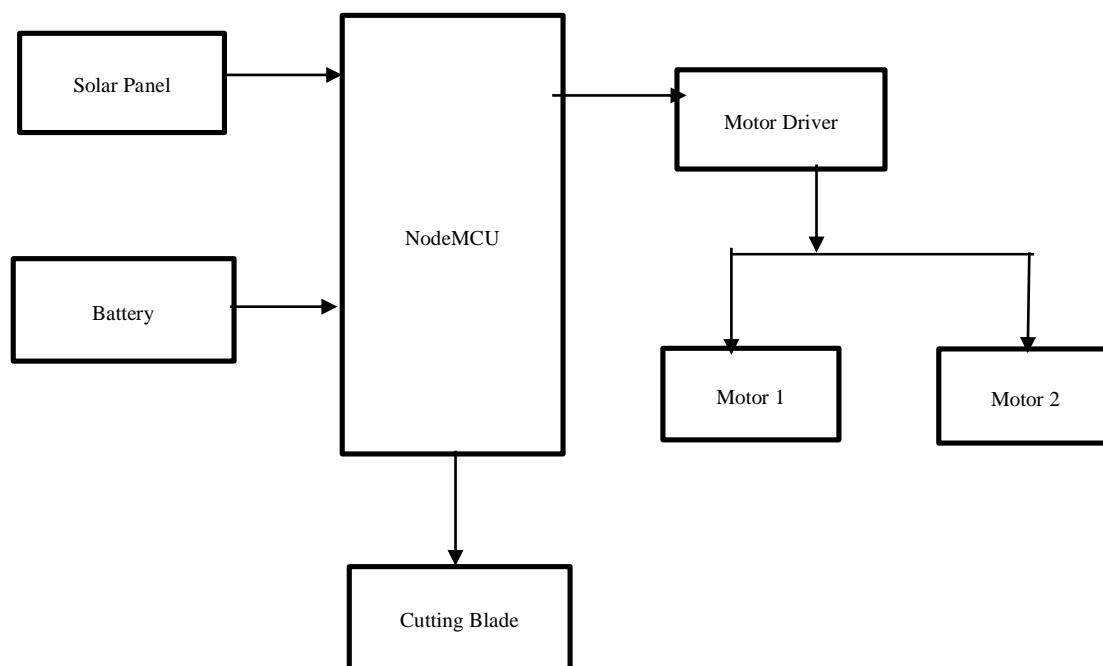 Solar Panel
Motor Driver
NodeMCU
Battery
Motor 1
Motor 2
Cutting Blade